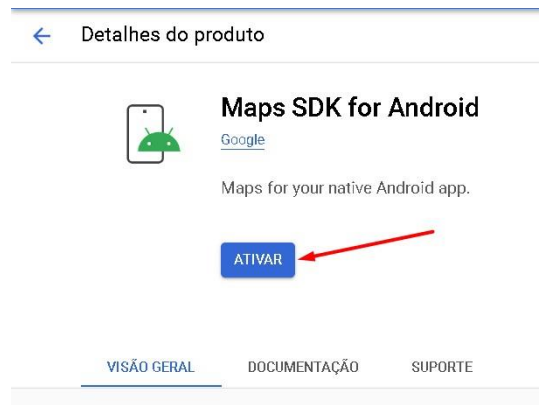 Detalhes do produto
Maps SDK for Android
Google
Maps for your native Android app.
ATIVAR
VISÃO GERAL DOCUMENTAÇÃO SUPORTE